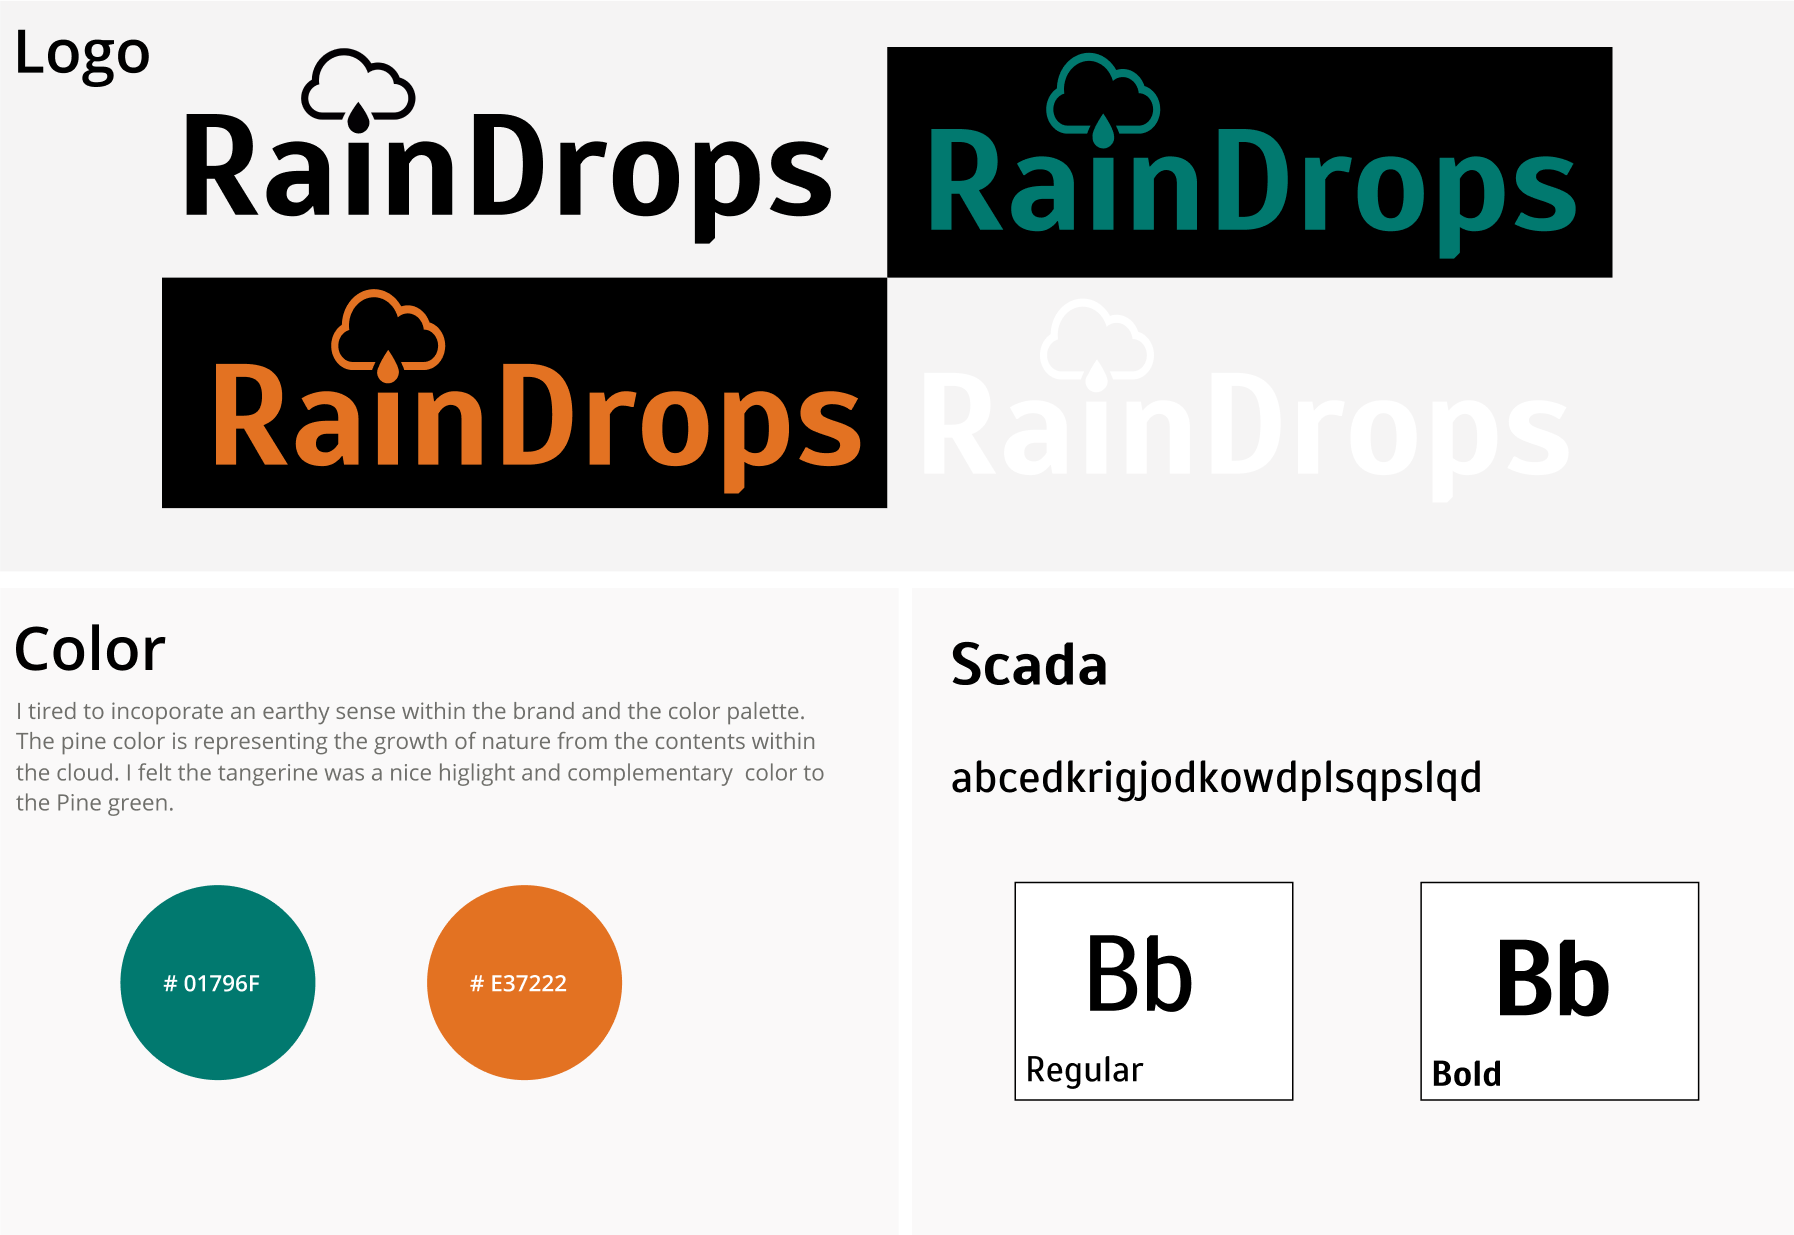 Logo
RainDrops
RainDrops
RainDrops
RainDrops
Color
I tired to incoporate an earthy sense within the brand and the color palette.
The pine color is representing the growth of nature from the contents within
the cloud. I felt the tangerine was a nice higlight and complementary  color to
the Pine green.
# 01796F
# E37222
Scada
abcedkrigjodkowdplsqpslqd
Bb
Regular
Bb
Bold